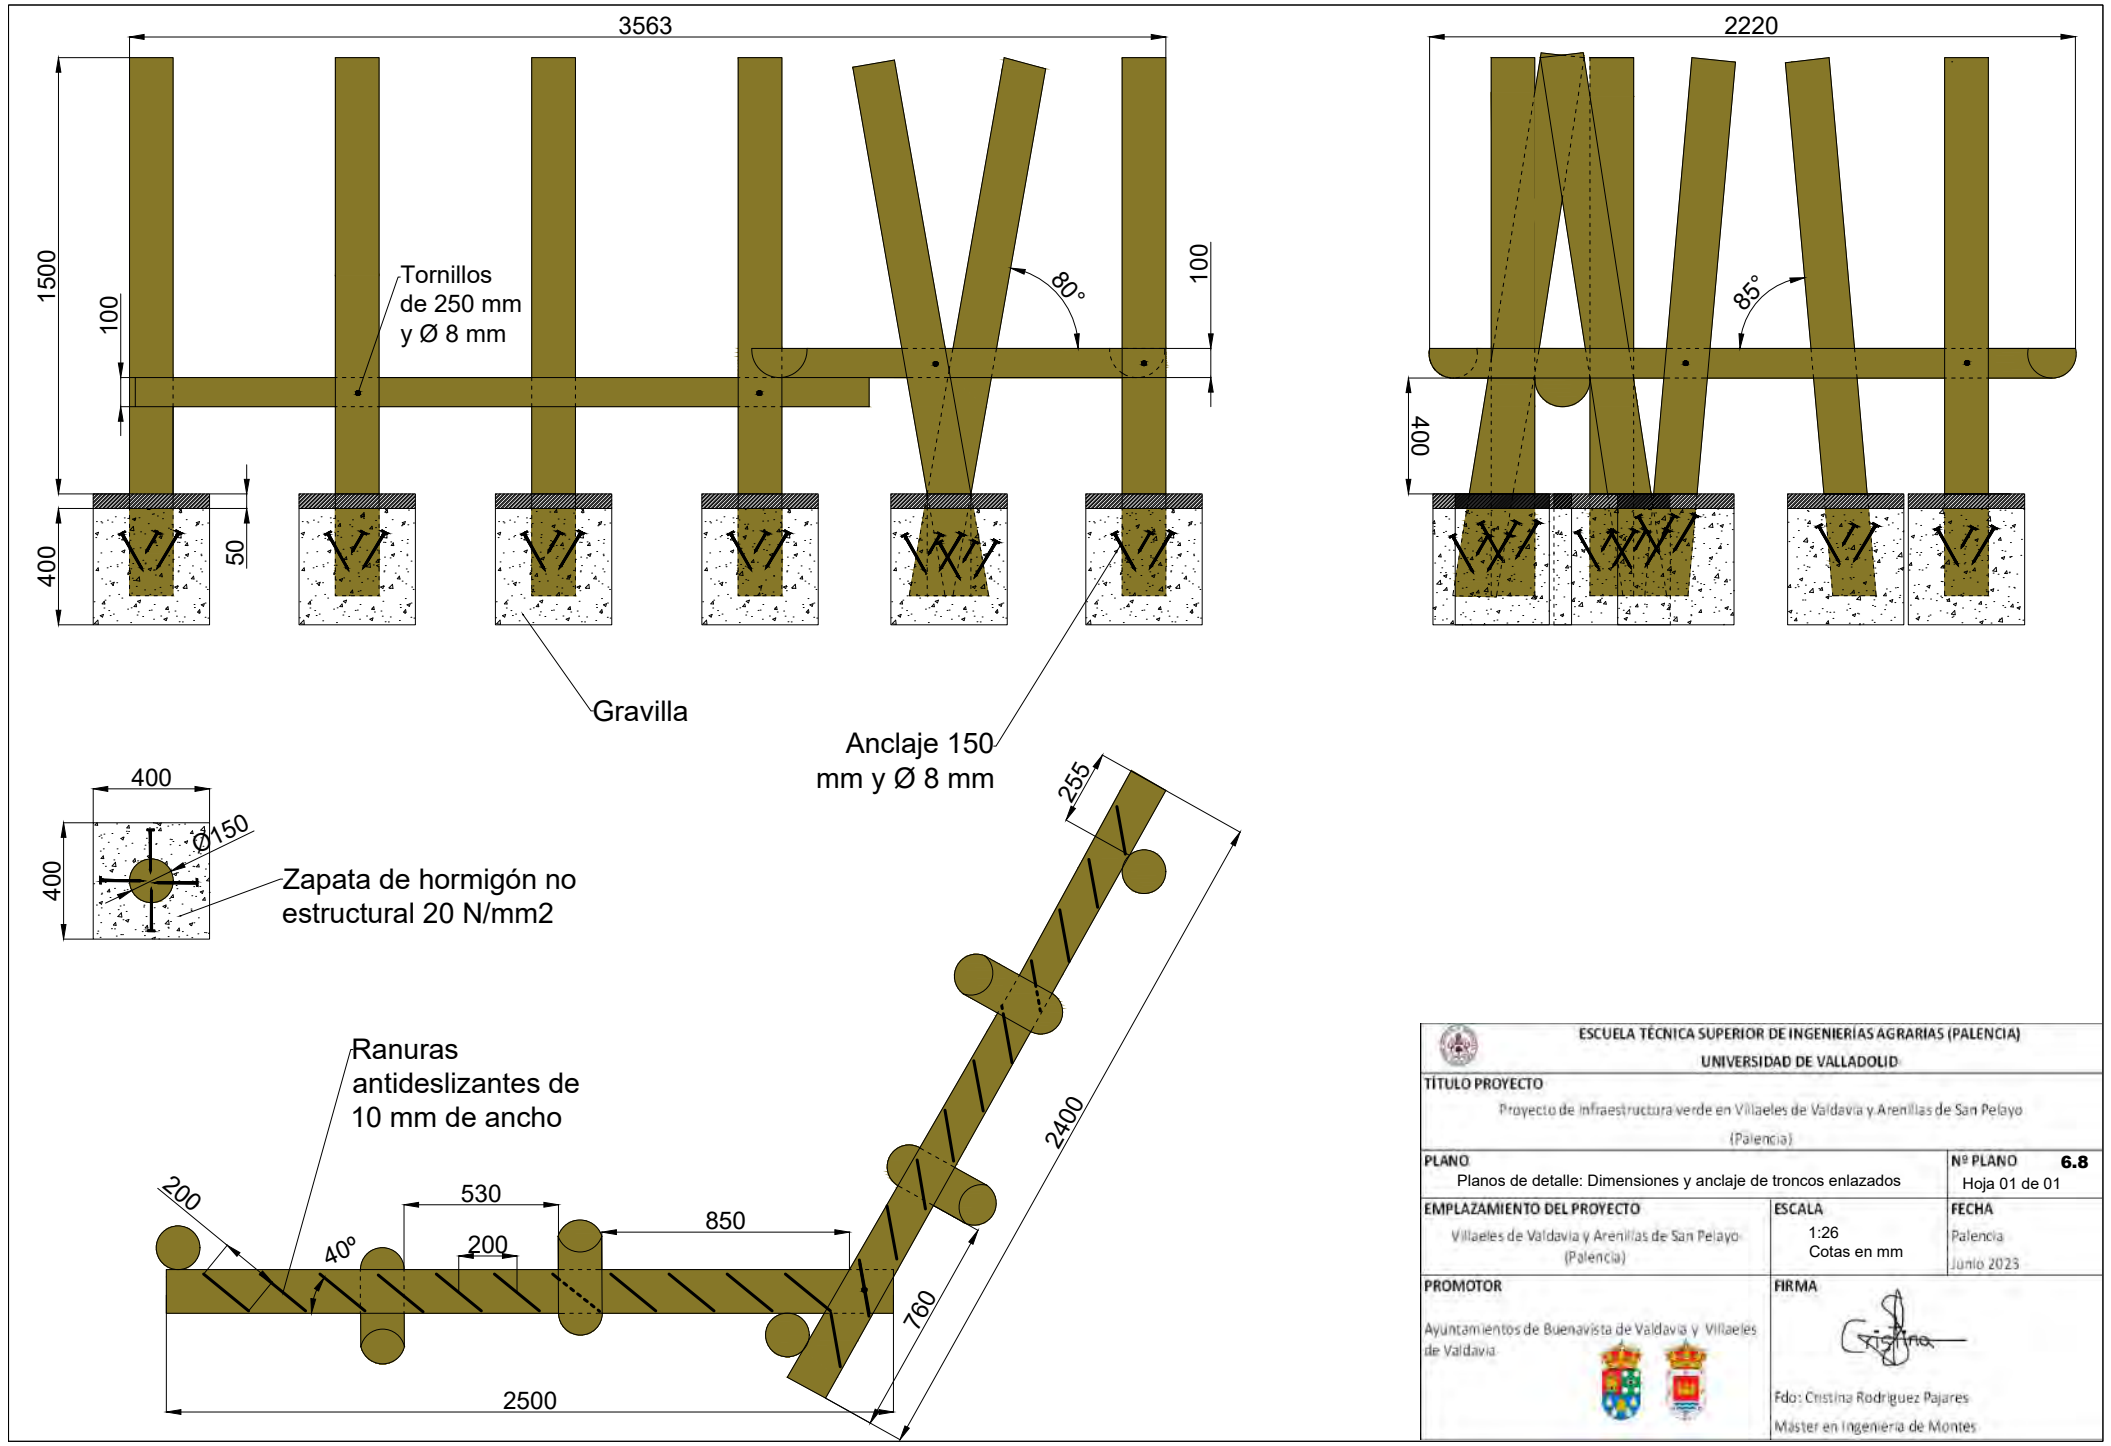 3563
2220
1500
100
Tornillos
de 250 mm
y Ø 8 mm
80°
100
85°
400
400
50
Gravilla
Anclaje 150
mm y Ø 8 mm
400
400
Ø150
Zapata de hormigón no
estructural 20 N/mm2
255
2400
760
Ranuras
antideslizantes de
10 mm de ancho
200
40º
530
200
850
2500
ESCUELA TÉCNICA SUPERIOR DE INGENIERÍAS AGRARIAS (PALENCIA)
UNIVERSIDAD DE VALLADOLID
TÍTULO PROYECTO
Proyecto de infraestructura verde en Villaeles de Valdavia y Arenillas de San Pelayo
(Palencia)
PLANO
Planos de detalle: Dimensiones y anclaje de troncos enlazados
Nº PLANO 6.8
Hoja 01 de 01
EMPLAZAMIENTO DEL PROYECTO
Villaeles de Valdavia y Arenillas de San Pelayo
(Palencia)
ESCALA
1:26
Cotas en mm
FECHA
Palencia
Junio 2023
PROMOTOR
Ayuntamientos de Buenavista de Valdavia y Villaeles
de Valdavia
FIRMA
Cristina
Fdo: Cristina Rodríguez Pajares
Máster en Ingeniería de Montes